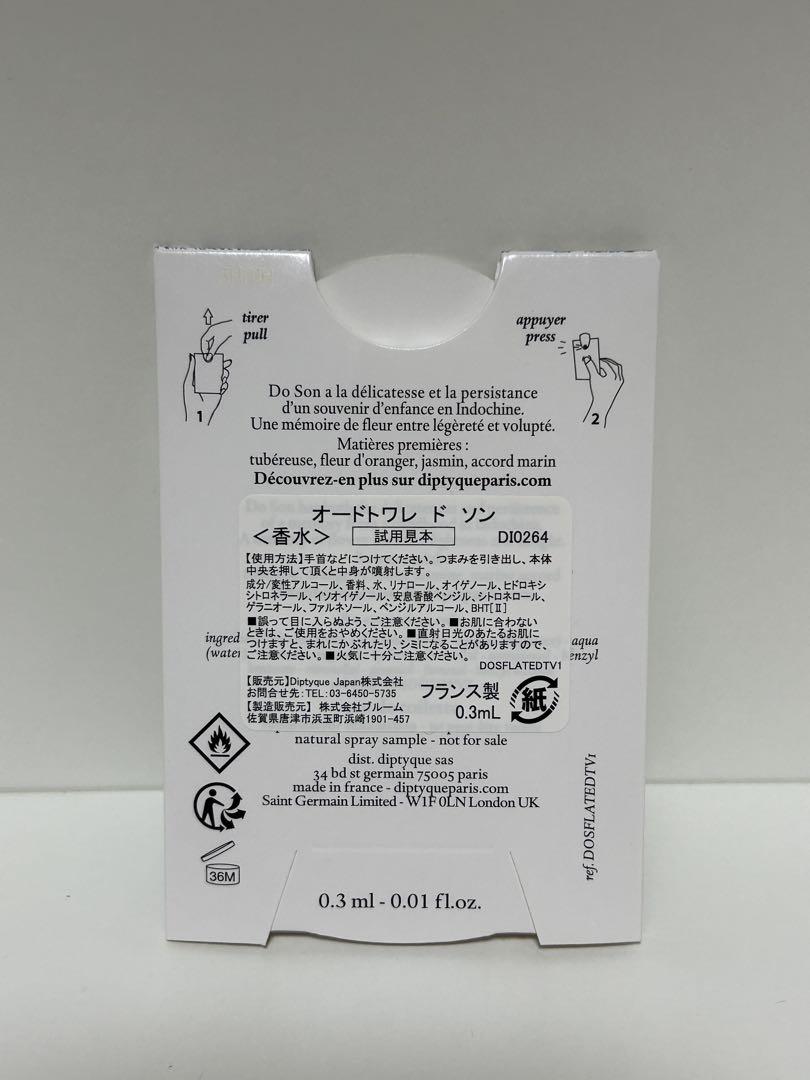 tirer
pull
1
appuyer
press
2
Do Son a la délicatesse et la persistance
d'un souvenir d'enfance en Indochine.
Une mémoire de fleur entre légèreté et volupté.
Matières premières :
tubéreuse, fleur d'oranger, jasmin, accord marin
Découvrez-en plus sur diptyqueparis.com
オードトワレ ド ソン
＜香水＞ 試用見本 DI0264
【使用方法】手首などにつけてください。つまみを引き出し、本体
中央を押して頂くと中身が噴射します。
成分/変性アルコール、香料、水、リナロール、オイゲノール、ヒドロキシ
シトロネラール、イソオイゲノール、安息香酸ベンジル、シトロネロール、
ゲラニオール、ファルネソール、ベンジルアルコール、BHT[Ⅱ]
■誤って目に入らぬよう、ご注意ください。■お肌に合わない
ときは、ご使用をおやめください。■直射日光のあたるお肌に
つけますと、まれにかぶれたり、シミになることがありますので、
ご注意ください。■火気に十分ご注意ください。
DOSFLATEDTV1
【販売元】Diptyque Japan株式会社
お問合せ先:TEL:03-6450-5735
【製造販売元】 株式会社ブルーム
佐賀県唐津市浜玉町浜崎1901-457
フランス製
0.3mL
紙
ingred
(water
aqua
enzyl
natural spray sample - not for sale
dist. diptyque sas
34 bd st germain 75005 paris
made in france - diptyqueparis.com
Saint Germain Limited - W1F 0LN London UK
36M
ref. DOSFLATEDTV1
0.3 ml - 0.01 fl.oz.